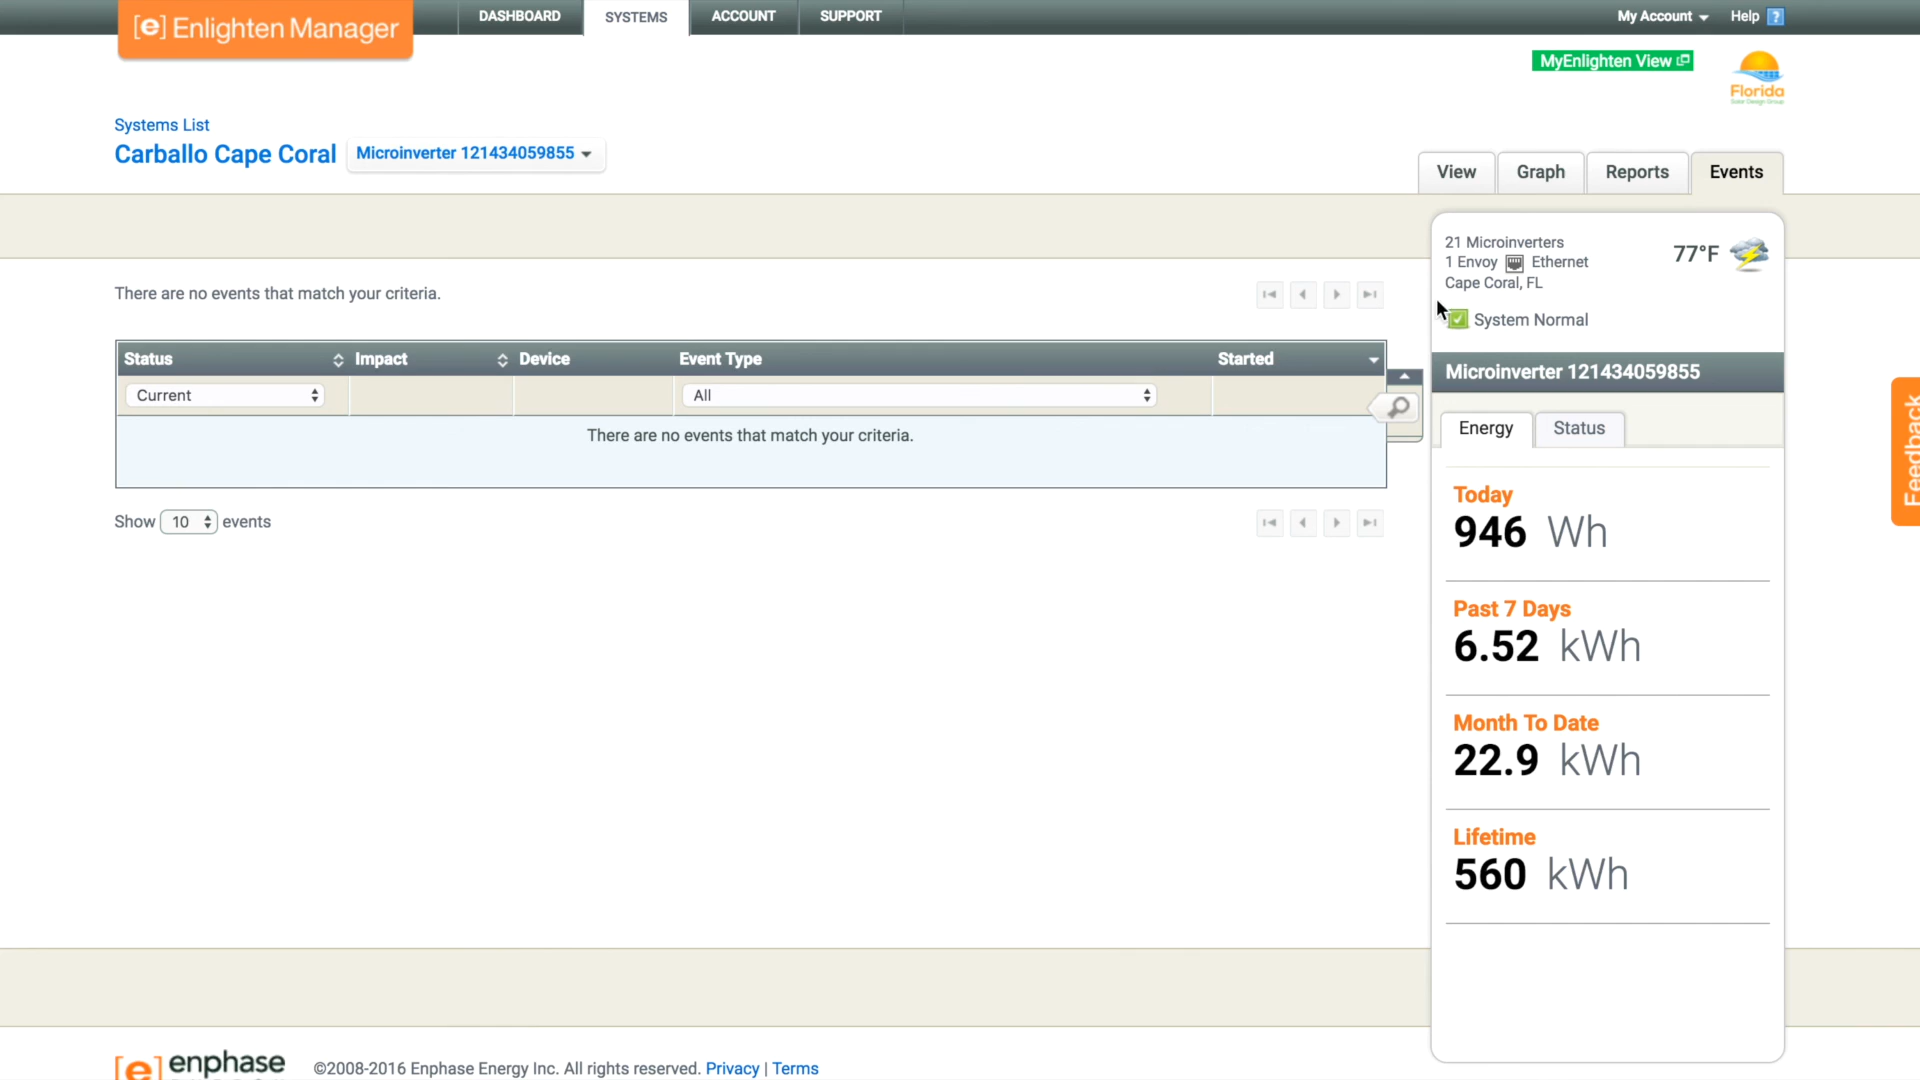 [e] Enlighten Manager
DASHBOARD
SYSTEMS
ACCOUNT
SUPPORT
My Account
Help ?
MyEnlighten View
Florida
Solar Design Group
Systems List
Carballo Cape Coral
Microinverter 121434059855
View
Graph
Reports
Events
21 Microinverters
1 Envoy Ethernet
Cape Coral, FL
77°F
System Normal
There are no events that match your criteria.
Status
Impact
Device
Event Type
Started
Current
All
There are no events that match your criteria.
Show 10 events
Microinverter 121434059855
Energy
Status
Today
946 Wh
Past 7 Days
6.52 kWh
Month To Date
22.9 kWh
Lifetime
560 kWh
Feedback
[e] enphase
©2008-2016 Enphase Energy Inc. All rights reserved. Privacy | Terms